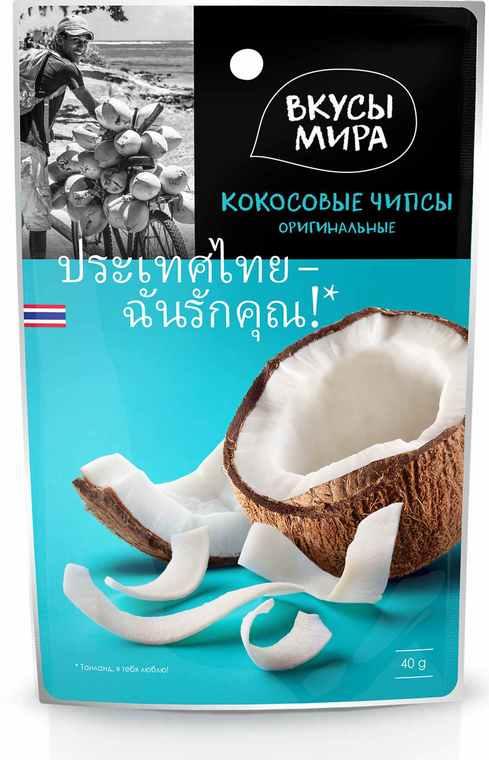 ВКУСЫ
МИРА
КОКОСОВЫЕ ЧИПСЫ
ОРИГИНАЛЬНЫЕ
ประเทศไทย –
ฉันรักคุณ!*
* Таиланд, я тебя люблю!
40 g